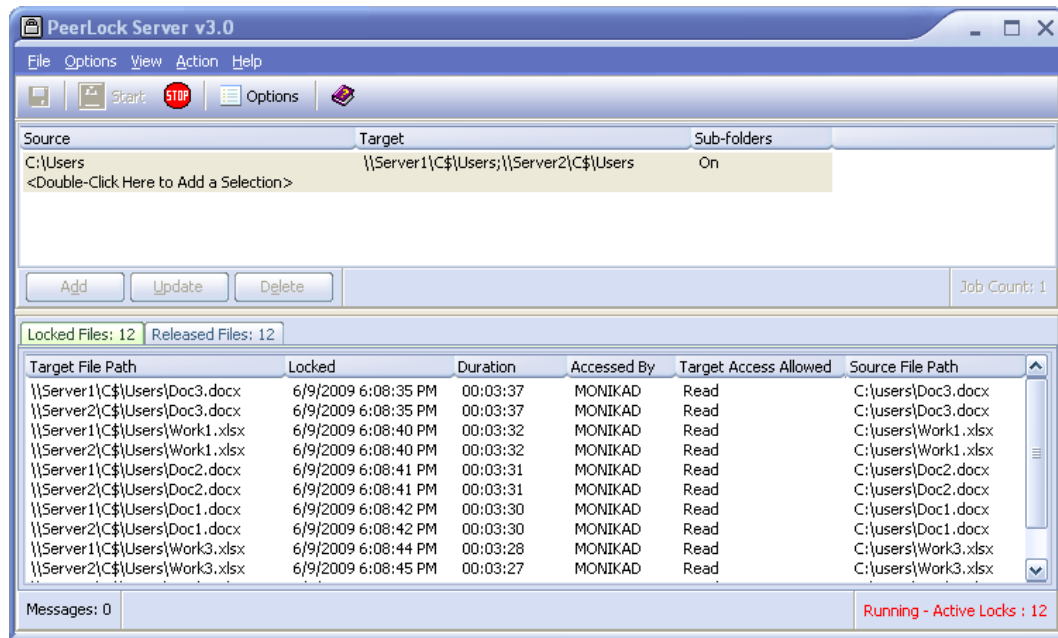 PeerLock Server v3.0
File Options View Action Help
Start STOP Options
Source Target Sub-folders
C:\Users \\Server1\C$\Users;\\Server2\C$\Users On
<Double-Click Here to Add a Selection>
Add Update Delete Job Count: 1
Locked Files: 12 Released Files: 12
Target File Path Locked Duration Accessed By Target Access Allowed Source File Path
\\Server1\C$\Users\Doc3.docx 6/9/2009 6:08:35 PM 00:03:37 MONIKAD Read C:\users\Doc3.docx
\\Server2\C$\Users\Doc3.docx 6/9/2009 6:08:35 PM 00:03:37 MONIKAD Read C:\users\Doc3.docx
\\Server1\C$\Users\Work1.xlsx 6/9/2009 6:08:40 PM 00:03:32 MONIKAD Read C:\users\Work1.xlsx
\\Server2\C$\Users\Work1.xlsx 6/9/2009 6:08:40 PM 00:03:32 MONIKAD Read C:\users\Work1.xlsx
\\Server1\C$\Users\Doc2.docx 6/9/2009 6:08:41 PM 00:03:31 MONIKAD Read C:\users\Doc2.docx
\\Server2\C$\Users\Doc2.docx 6/9/2009 6:08:41 PM 00:03:31 MONIKAD Read C:\users\Doc2.docx
\\Server1\C$\Users\Doc1.docx 6/9/2009 6:08:42 PM 00:03:30 MONIKAD Read C:\users\Doc1.docx
\\Server2\C$\Users\Doc1.docx 6/9/2009 6:08:42 PM 00:03:30 MONIKAD Read C:\users\Doc1.docx
\\Server1\C$\Users\Work3.xlsx 6/9/2009 6:08:44 PM 00:03:28 MONIKAD Read C:\users\Work3.xlsx
\\Server2\C$\Users\Work3.xlsx 6/9/2009 6:08:45 PM 00:03:27 MONIKAD Read C:\users\Work3.xlsx
Messages: 0 Running - Active Locks : 12